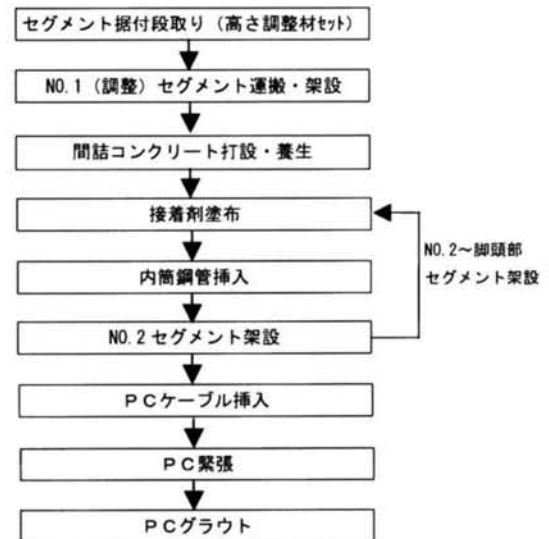 セグメント据付段取り（高さ調整材ｾｯﾄ）
NO.1（調整）セグメント運搬・架設
間詰コンクリート打設・養生
接着剤塗布
NO.2～脚頭部
セグメント架設
内筒鋼管挿入
NO.2セグメント架設
ＰＣケーブル挿入
ＰＣ緊張
ＰＣグラウト